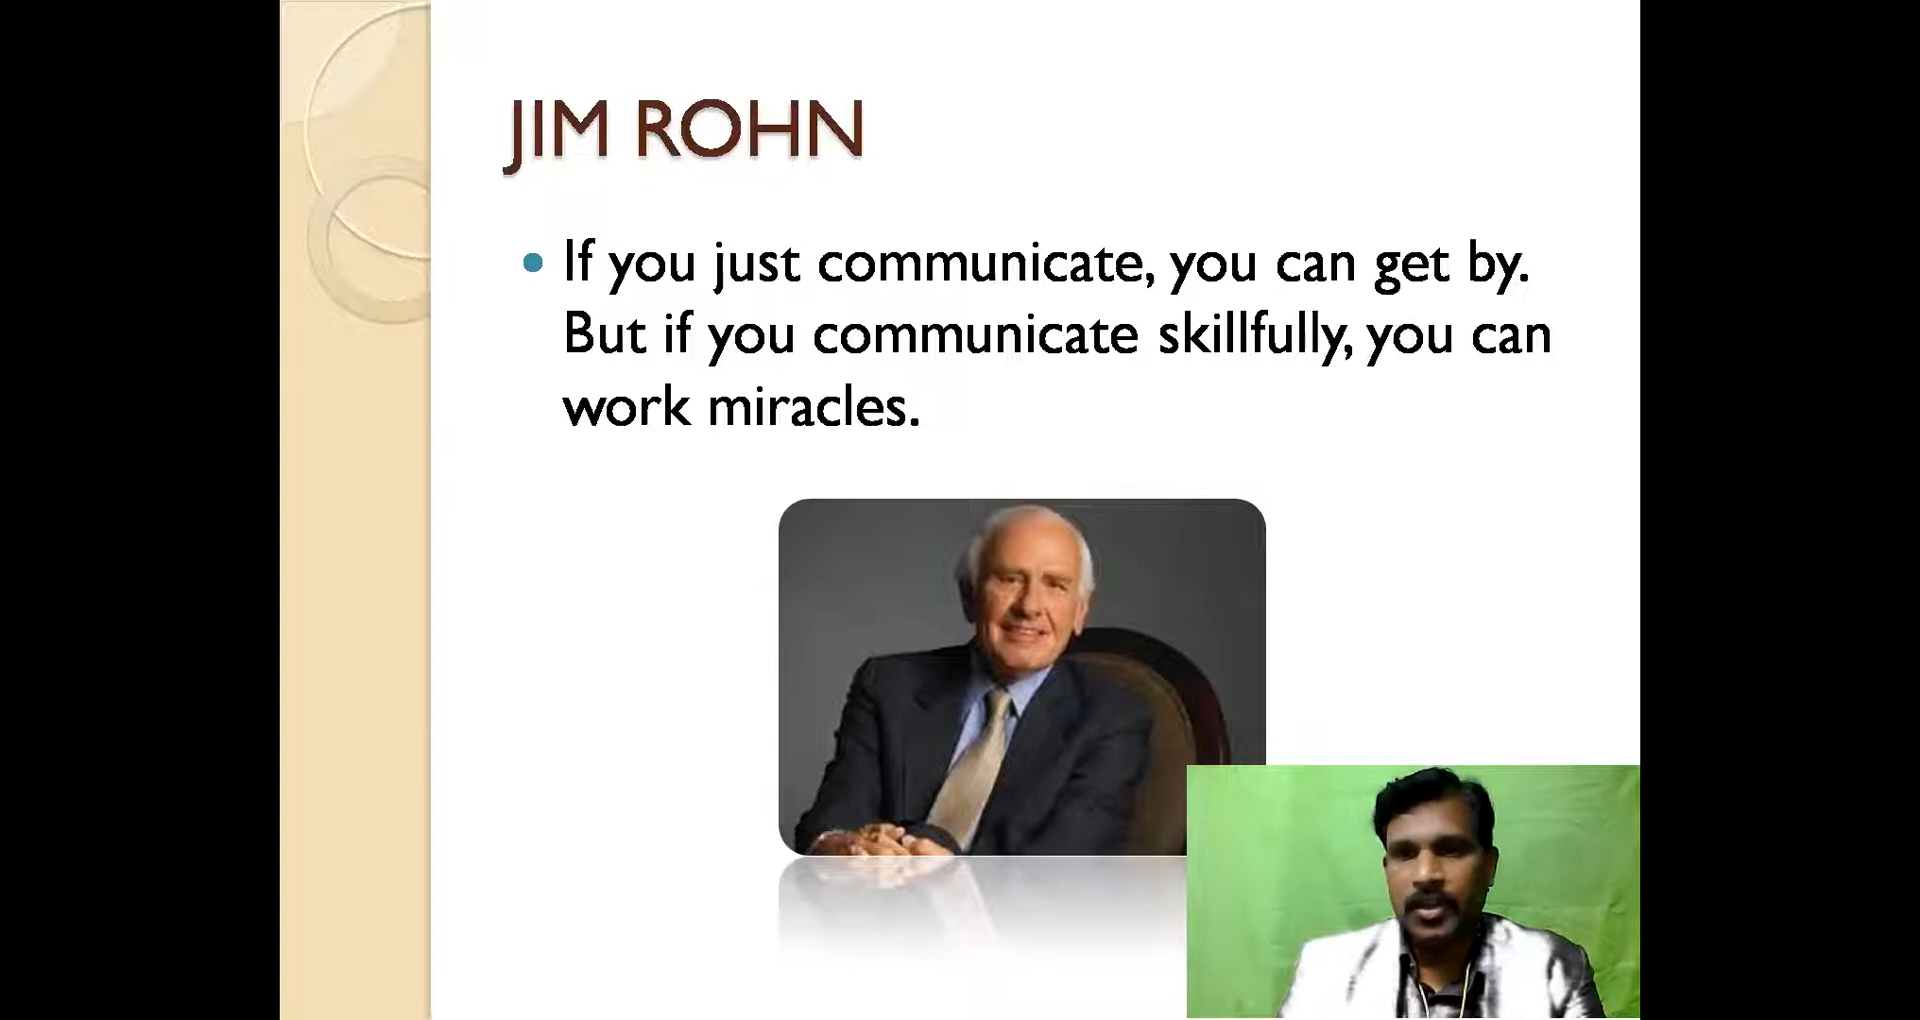 JIM ROHN
If you just communicate, you can get by.
But if you communicate skillfully, you can
work miracles.